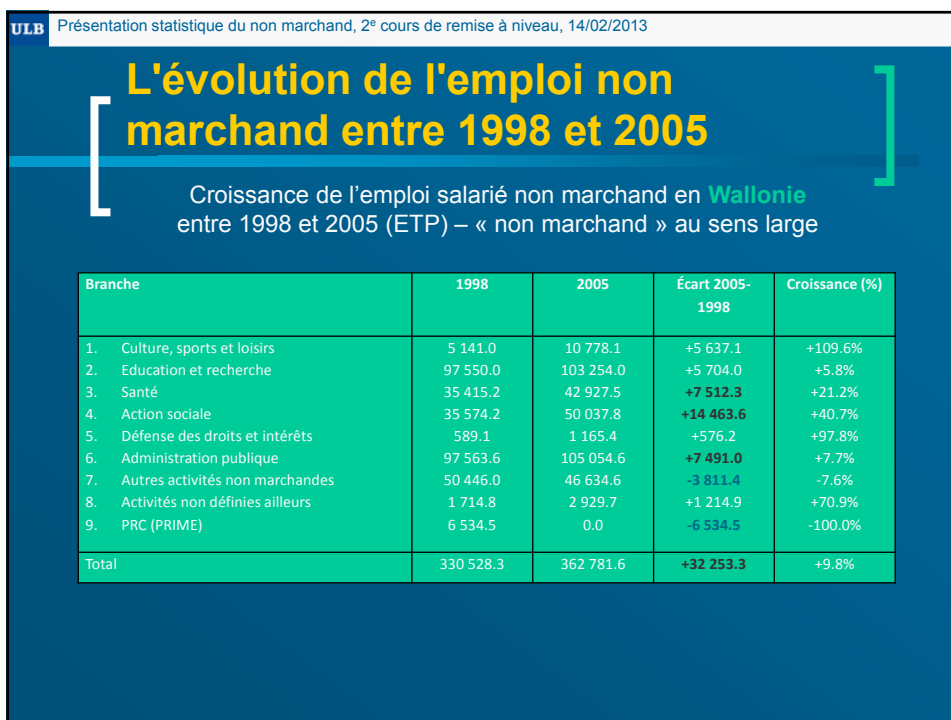 ULB Présentation statistique du non marchand, 2e cours de remise à niveau, 14/02/2013
L'évolution de l'emploi non
marchand entre 1998 et 2005
Croissance de l'emploi salarié non marchand en Wallonie
entre 1998 et 2005 (ETP) – « non marchand » au sens large
Branche 1998 2005 Écart 2005- Croissance (%)
1998
1. Culture, sports et loisirs 5 141.0 10 778.1 +5 637.1 +109.6%
2. Education et recherche 97 550.0 103 254.0 +5 704.0 +5.8%
3. Santé 35 415.2 42 927.5 +7 512.3 +21.2%
4. Action sociale 35 574.2 50 037.8 +14 463.6 +40.7%
5. Défense des droits et intérêts 589.1 1 165.4 +576.2 +97.8%
6. Administration publique 97 563.6 105 054.6 +7 491.0 +7.7%
7. Autres activités non marchandes 50 446.0 46 634.6 -3 811.4 -7.6%
8. Activités non définies ailleurs 1 714.8 2 929.7 +1 214.9 +70.9%
9. PRC (PRIME) 6 534.5 0.0 -6 534.5 -100.0%
Total 330 528.3 362 781.6 +32 253.3 +9.8%